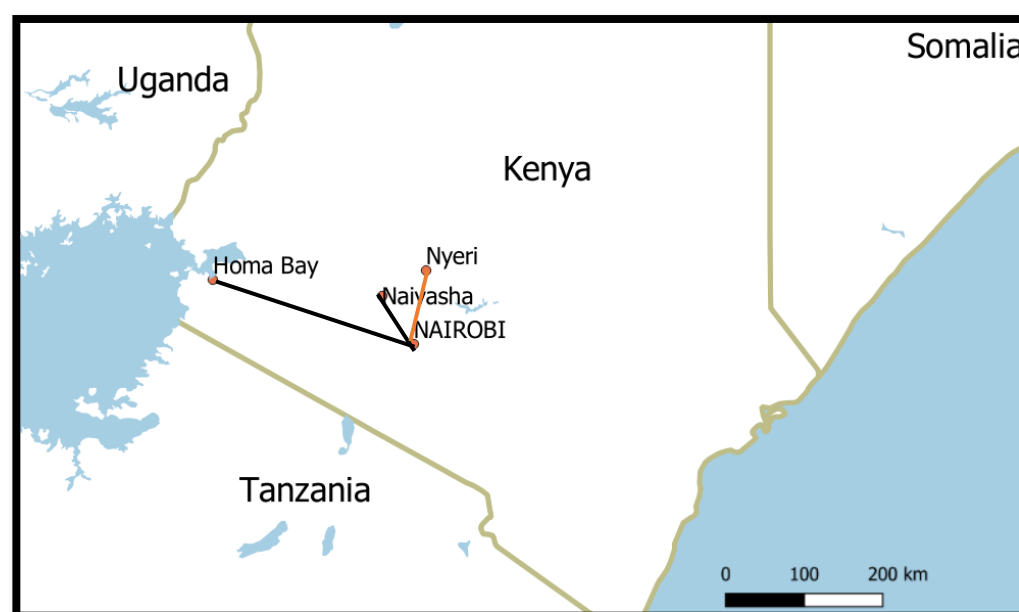 Somalia
Uganda
Kenya
Nyeri
Homa Bay
Naivasha
NAIROBI
Tanzania
0 100 200 km